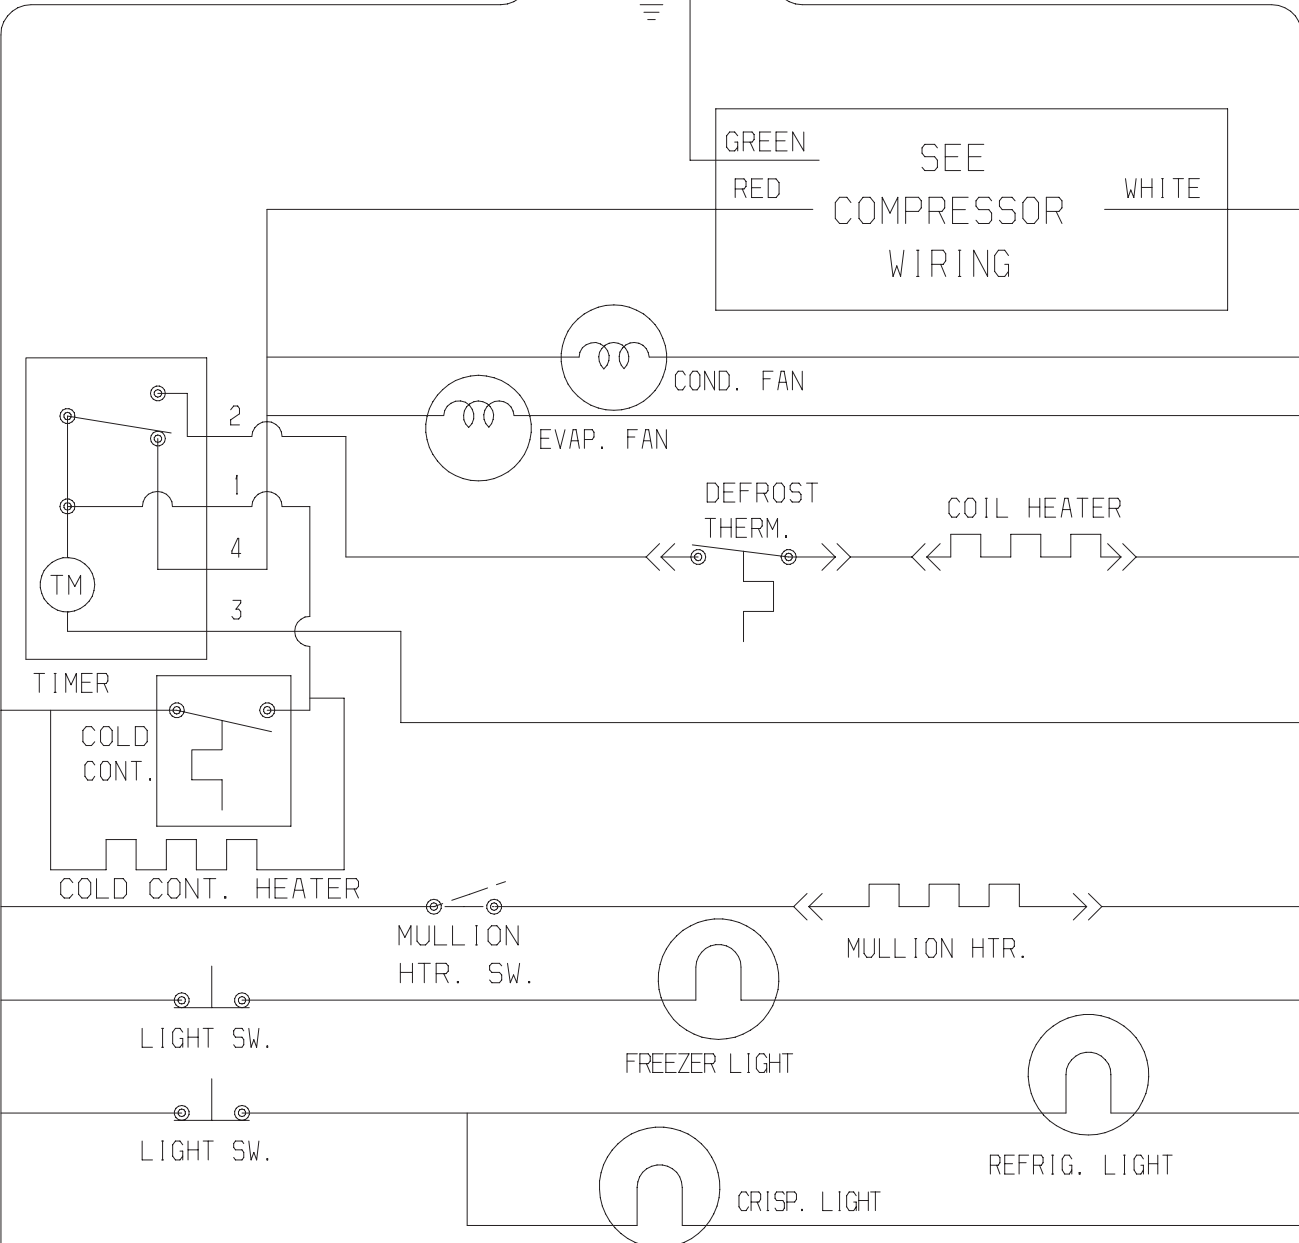 GREEN
SEE
RED
WHITE
COMPRESSOR
WIRING
COND. FAN
2
EVAP. FAN
1
DEFROST
THERM.
COIL HEATER
4
TM
3
TIMER
COLD
CONT.
COLD CONT. HEATER
MULLION
HTR. SW.
MULLION HTR.
LIGHT SW.
FREEZER LIGHT
LIGHT SW.
REFRIG. LIGHT
CRISP. LIGHT